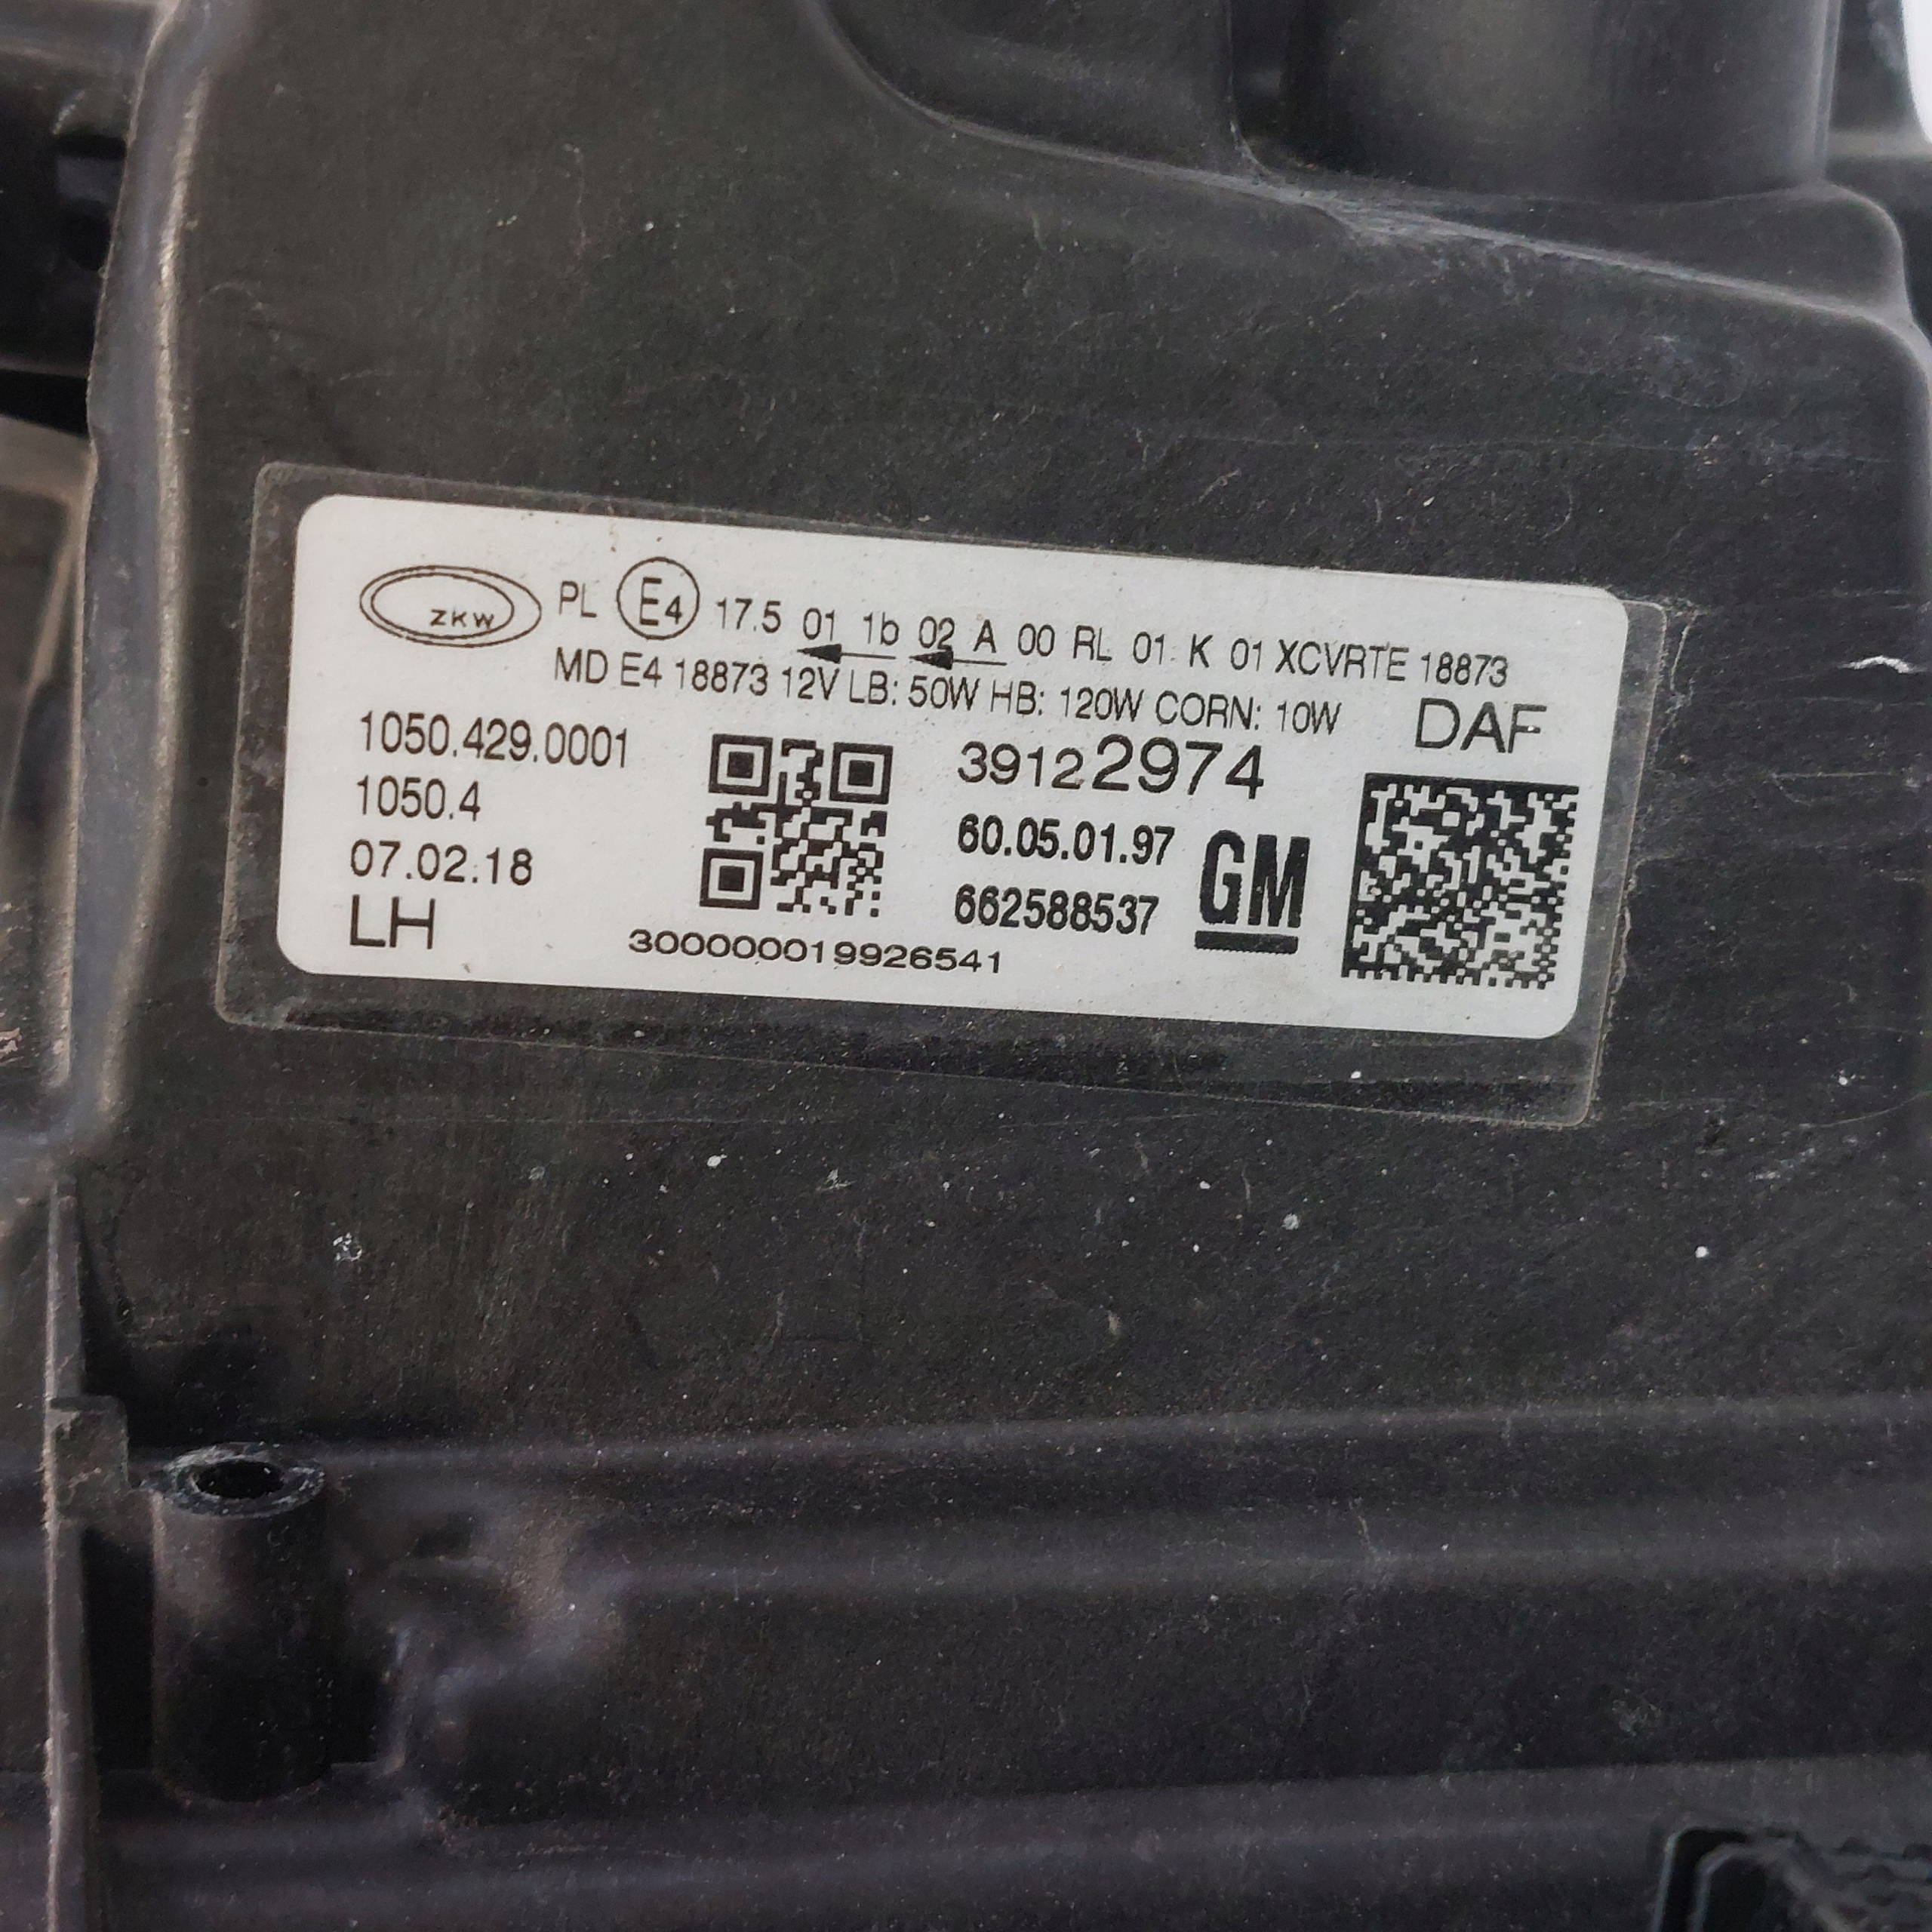 ZKW PL E4 17.5 01 1b 02 A 00 RL 01 K 01 XCVRTE 18873
MD E4 18873 12V LB: 50W HB: 120W CORN: 10W
DAF
1050.429.0001
1050.4
07.02.18
LH
300000019926541
39122974
60.05.01.97
662588537
GM